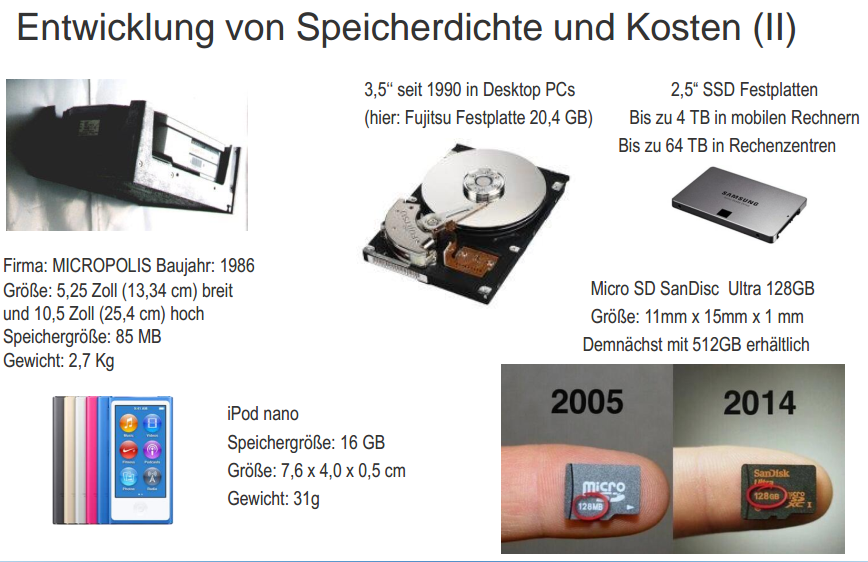 Entwicklung von Speicherdichte und Kosten (II)
3,5“ seit 1990 in Desktop PCs
(hier: Fujitsu Festplatte 20,4 GB)
2,5“ SSD Festplatten
Bis zu 4 TB in mobilen Rechnern
Bis zu 64 TB in Rechenzentren
SAMSUNG
Firma: MICROPOLIS Baujahr: 1986
Größe: 5,25 Zoll (13,34 cm) breit
und 10,5 Zoll (25,4 cm) hoch
Speichergröße: 85 MB
Gewicht: 2,7 Kg
Micro SD SanDisc Ultra 128GB
Größe: 11mm x 15mm x 1 mm
Demnächst mit 512GB erhältlich
iPod nano
Speichergröße: 16 GB
Größe: 7,6 x 4,0 x 0,5 cm
Gewicht: 31g
2005
micro
128MB
2014
SanDisk
Ultra
128GB
micro